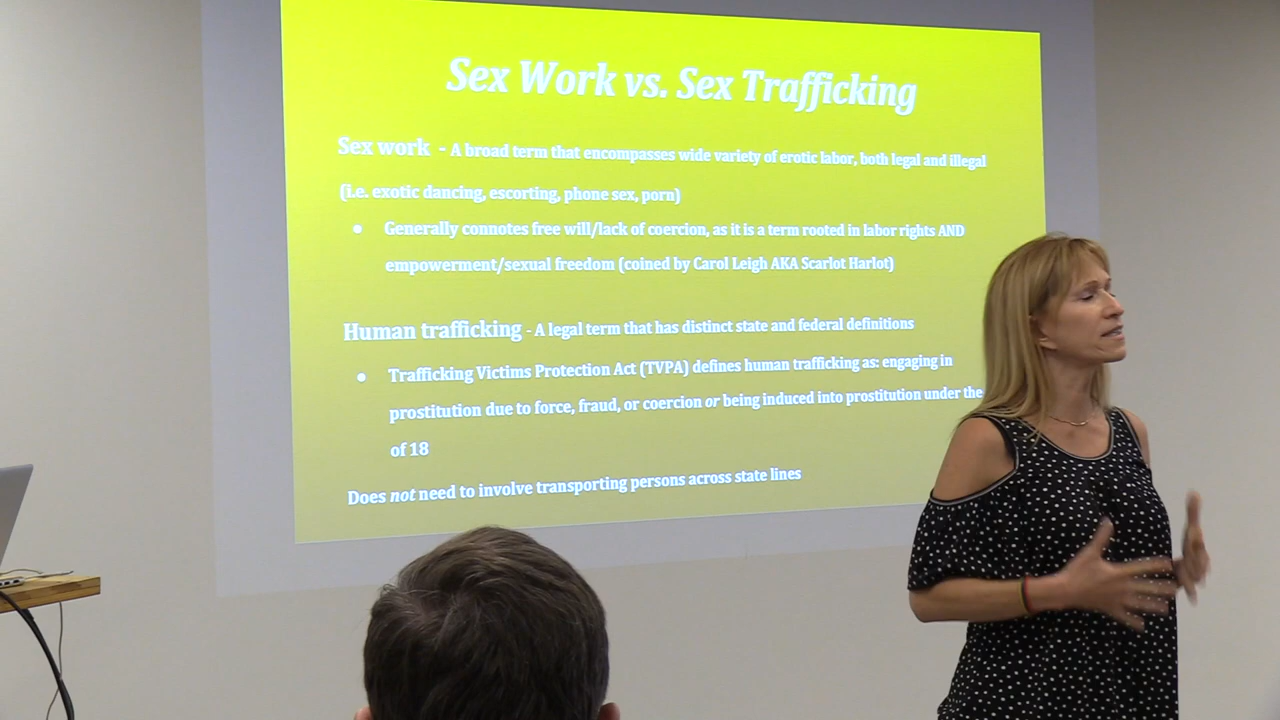 Sex Work vs. Sex Trafficking
Sex work - A broad term that encompasses wide variety of erotic labor, both legal and illegal
(i.e. exotic dancing, escorting, phone sex, porn)
• Generally connotes free will/lack of coercion, as it is a term rooted in labor rights AND
empowerment/sexual freedom (coined by Carol Leigh AKA Scarlot Harlot)
Human trafficking - A legal term that has distinct state and federal definitions
• Trafficking Victims Protection Act (TVPA) defines human trafficking as: engaging in
prostitution due to force, fraud, or coercion or being induced into prostitution under the
of 18
Does not need to involve transporting persons across state lines